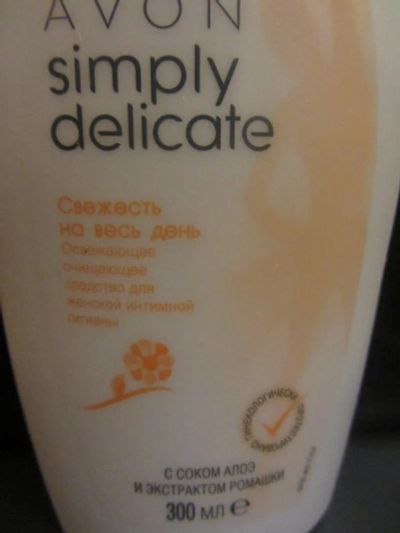 AVON
simply
delicate
Свежесть
на весь день
Освежающее
очищающее
средство для
женской интимной
гигиены
ГИНЕКОЛОГИЧЕСКИ
С СОКОМ АЛОЭ
И ЭКСТРАКТОМ РОМАШКИ
300 МЛ ℮